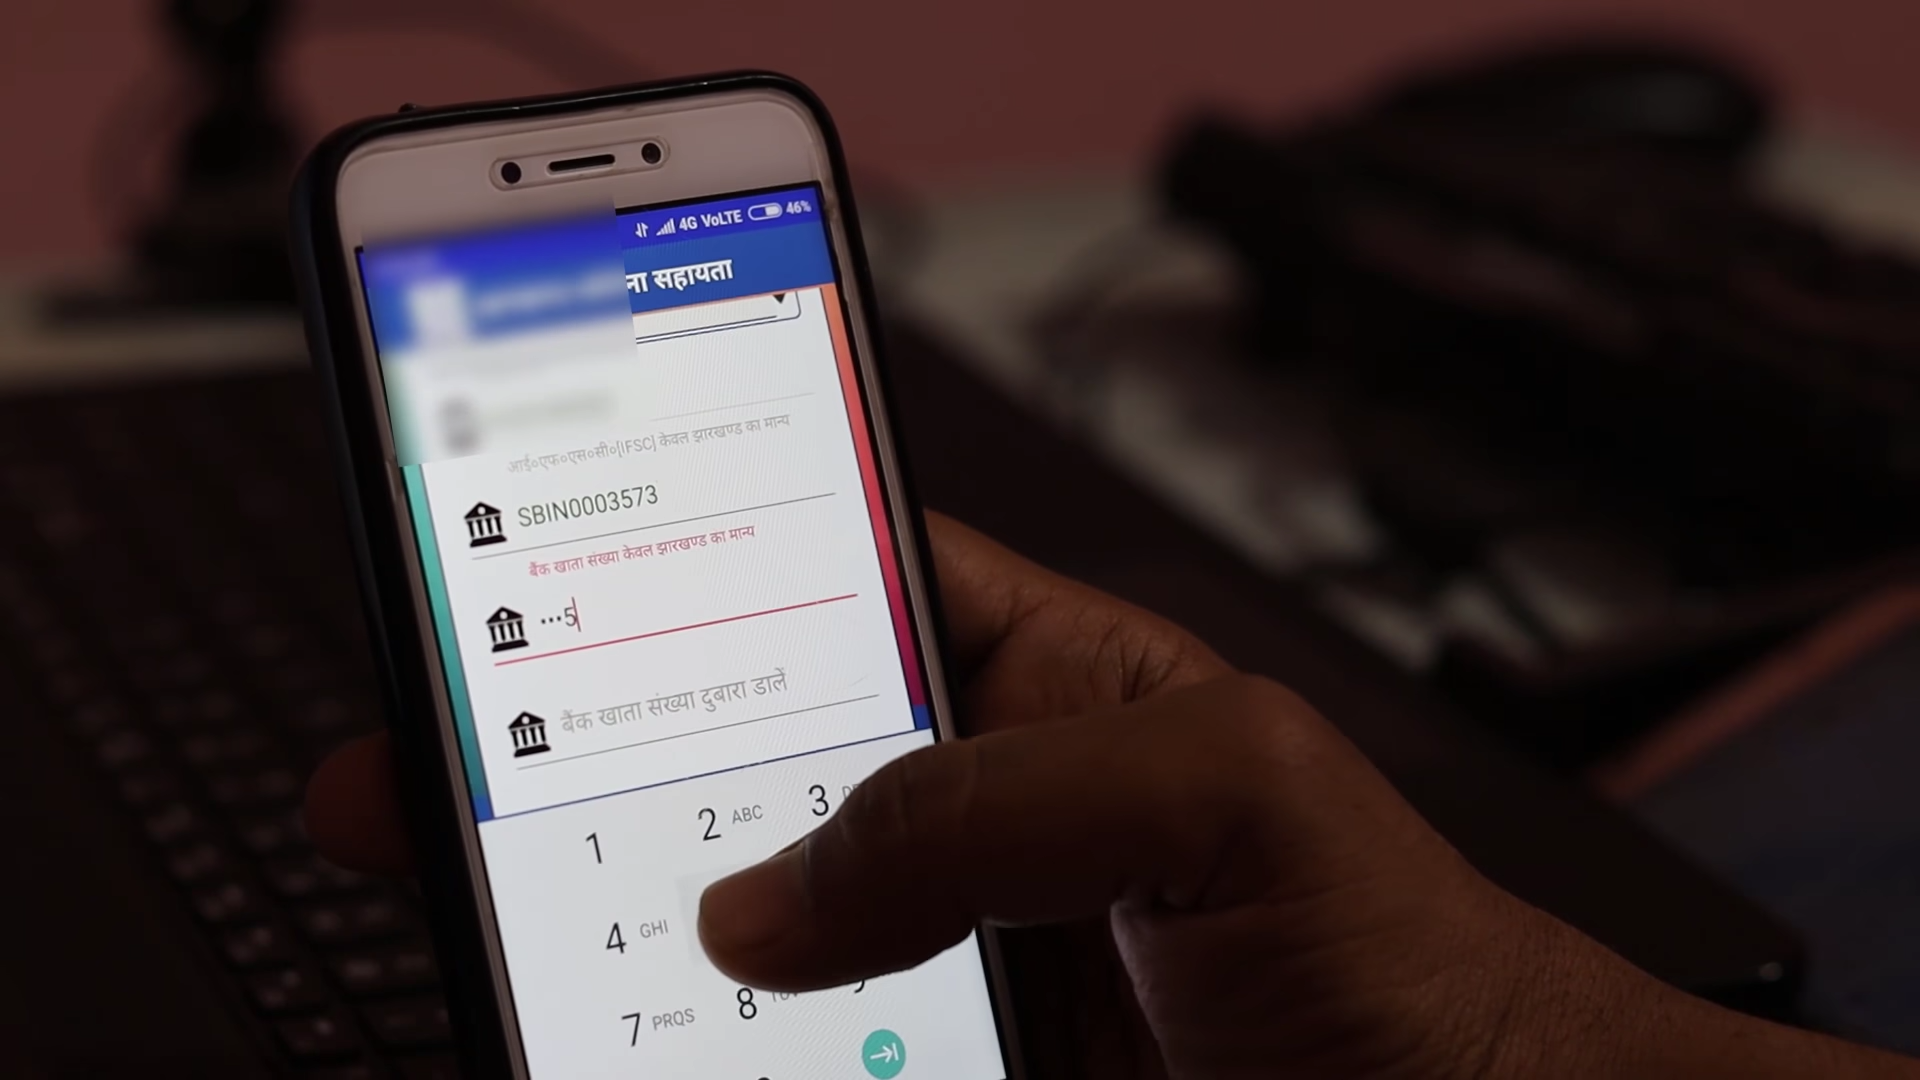 4G VoLTE 46%
ना सहायता
आई०एफ०एस०सी०[IFSC] केवल झारखण्ड का मान्य
SBIN0003573
बैंक खाता संख्या केवल झारखण्ड का मान्य
•••5
बैंक खाता संख्या दुबारा डालें
1 2 ABC 3
4 GHI
7 PRQS 8